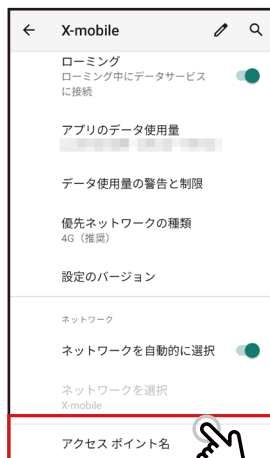 X-mobile
ローミング
ローミング中にデータサービス
に接続
アプリのデータ使用量
データ使用量の警告と制限
優先ネットワークの種類
4G（推奨）
設定のバージョン
ネットワーク
ネットワークを自動的に選択
ネットワークを選択
X-mobile
アクセス ポイント名